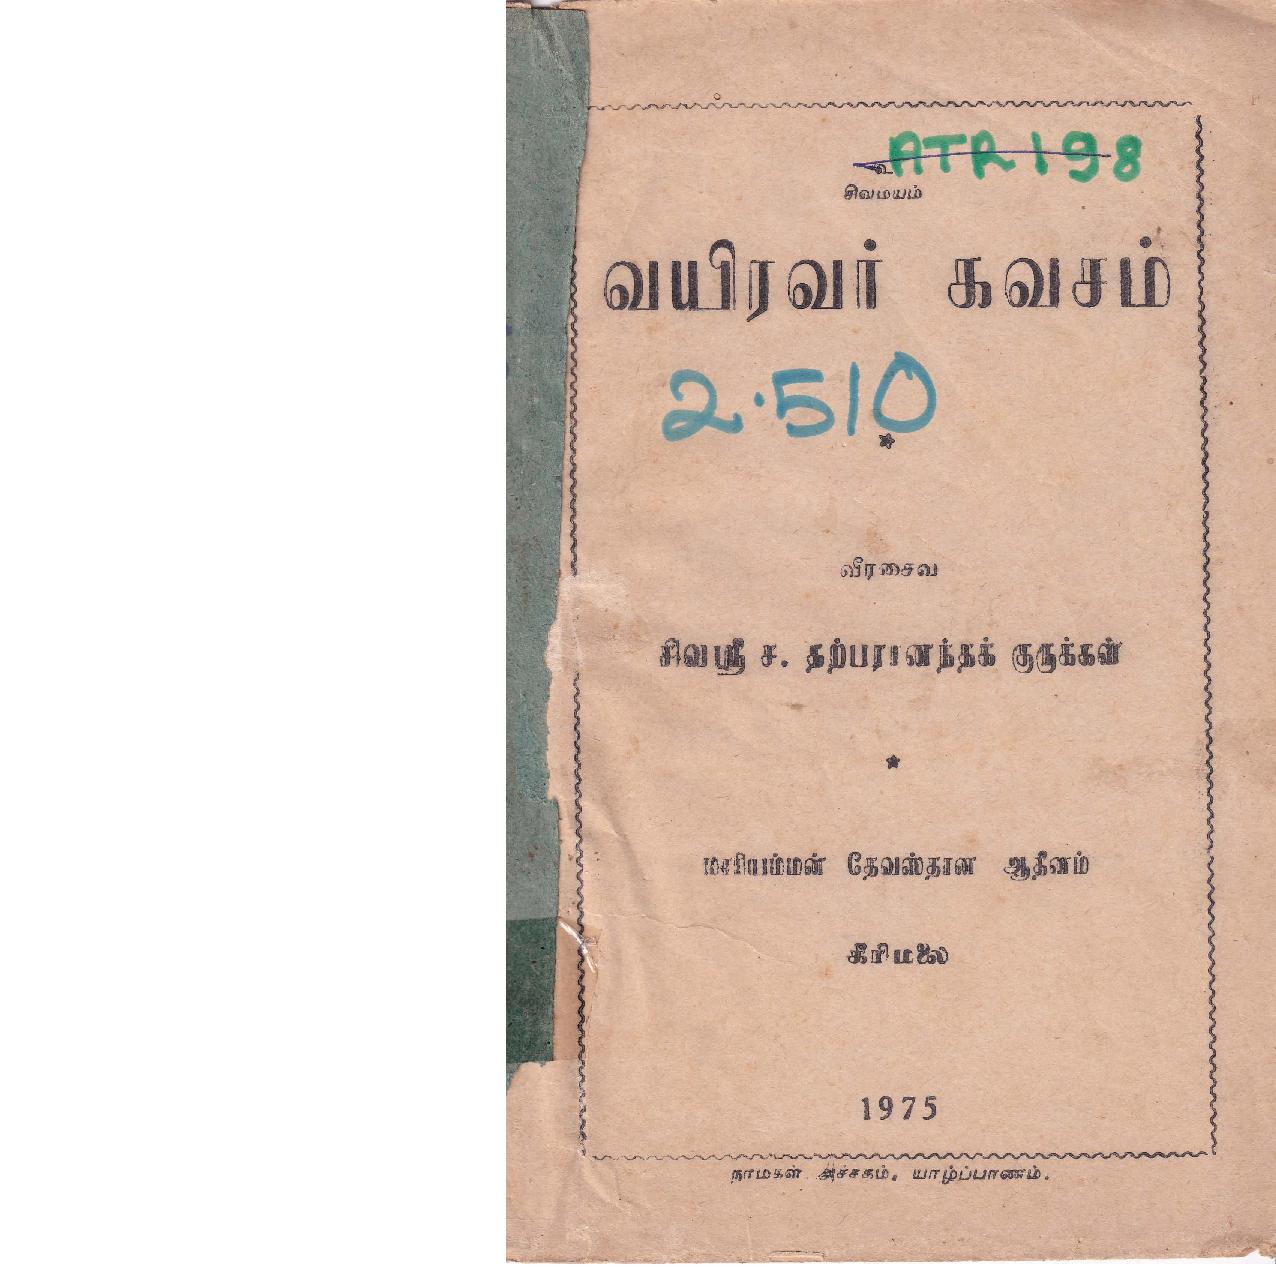 ATR 198
உ
சிவமயம்
வயிரவர் கவசம்
2.510
வீரசைவ
சிவஸ்ரீ ச. தற்பரானந்தக் குருக்கள்
மாரியம்மன் தேவஸ்தான ஆதீனம்
கீரிமலை
1975
நாமகள் அச்சகம், யாழ்ப்பாணம்.